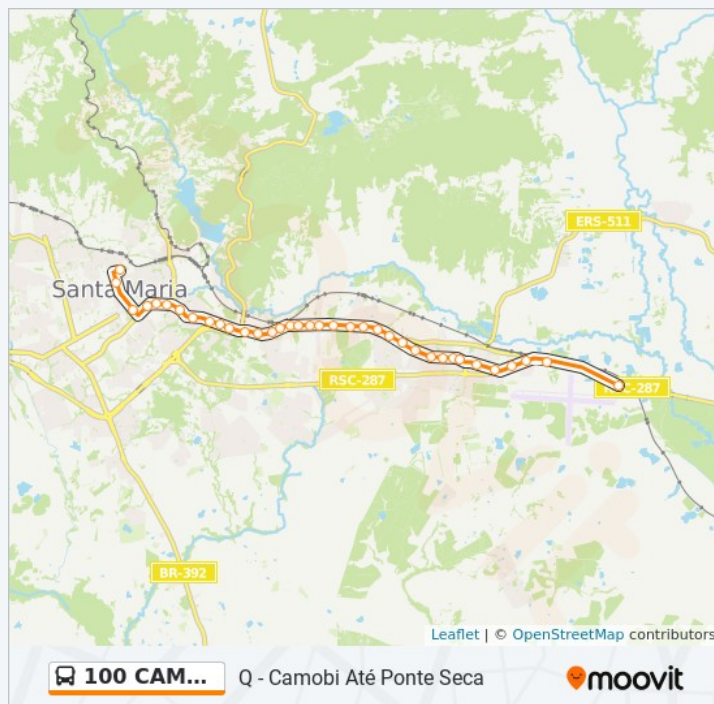 ERS-511
Santa Maria
RSC-287
RSC-287
BR-392
Leaflet | © OpenStreetMap contributors
100 CAM...
Q - Camobi Até Ponte Seca
moovit